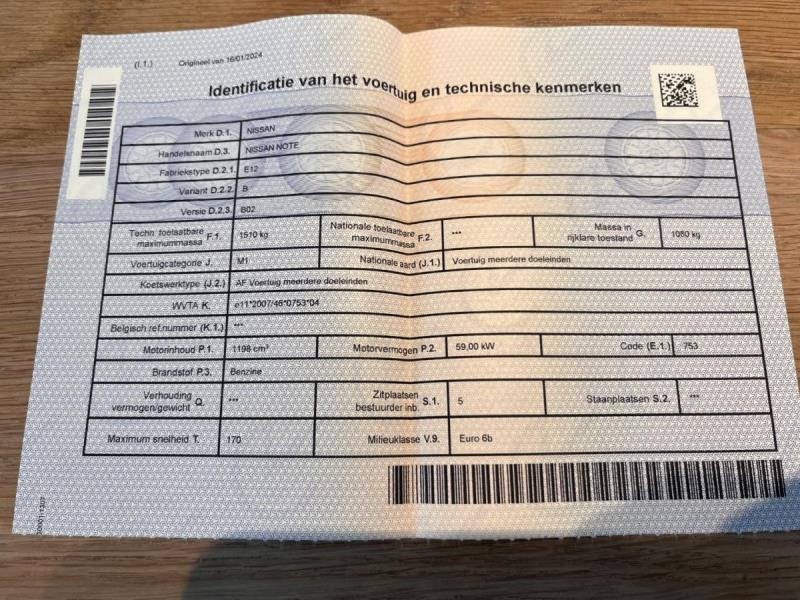 (I.1.) Origineel van 16/01/2024
Identificatie van het voertuig en technische kenmerken
Merk D.1. NISSAN
Handelsnaam D.3. NISSAN NOTE
Fabriekstype D.2.1. E12
Variant D.2.2. B
Versie D.2.3. B02
Techn toelaatbare maximummassa F.1. 1510 kg Nationale toelaatbare maximummassa F.2. *** Massa in rijklare toestand G. 1080 kg
Voertuigcategorie J. M1 Nationale aard (J.1.) Voertuig meerdere doeleinden
Koetswerktype (J.2.) AF Voertuig meerdere doeleinden
WVTA K. e11*2007/46*0753*04
Belgisch ref.nummer (K.1.) ***
Motorinhoud P.1. 1198 cm³ Motorvermogen P.2. 59,00 kW Code (E.1.) 753
Brandstof P.3. Benzine
Verhouding vermogen/gewicht Q. *** Zitplaatsen bestuurder inb. S.1. 5 Staanplaatsen S.2. ***
Maximum snelheid T. 170 Milieuklasse V.9. Euro 6b